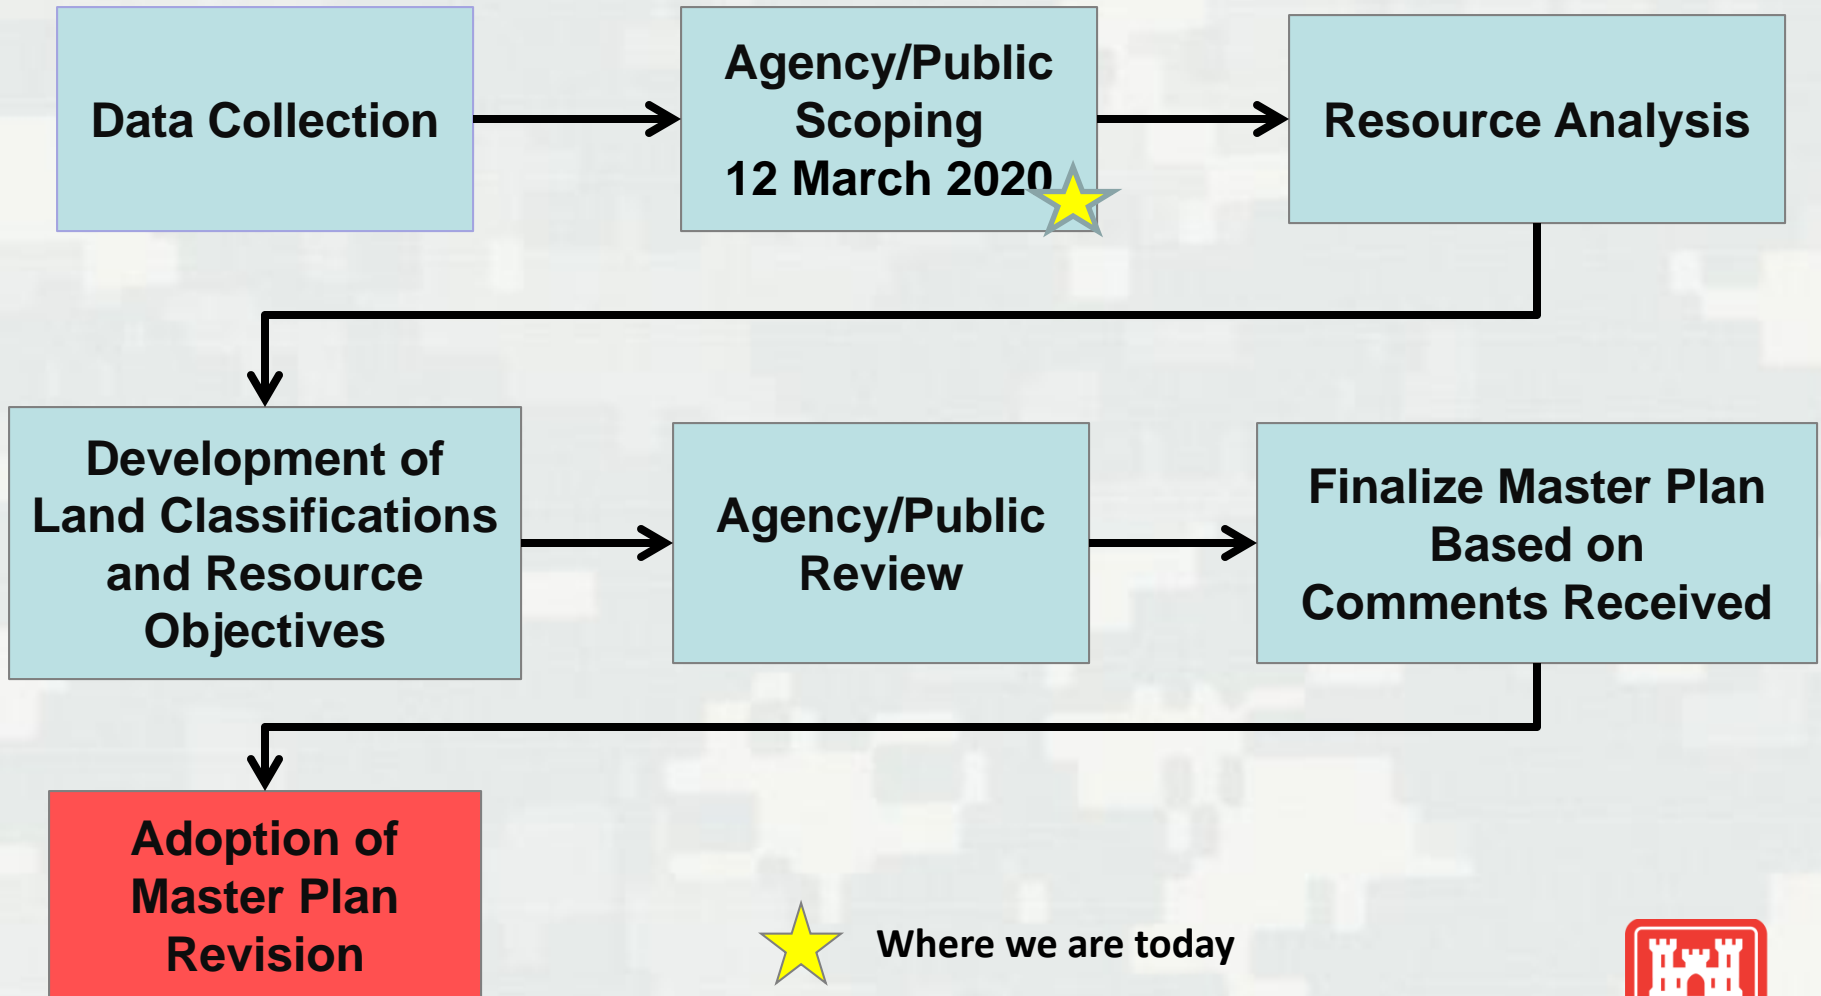 Data Collection
Agency/Public
Scoping
12 March 2020
Resource Analysis
Development of
Land Classifications
and Resource
Objectives
Agency/Public
Review
Finalize Master Plan
Based on
Comments Received
Adoption of
Master Plan
Revision
Where we are today